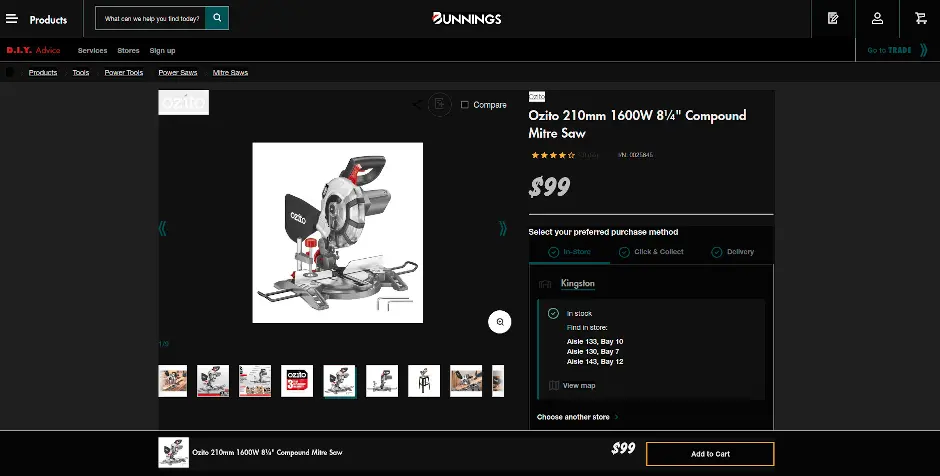 Products
What can we help you find today?
BUNNINGS
D.I.Y. Advice
Services
Stores
Sign up
Go to TRADE
Products
Tools
Power Tools
Power Saws
Mitre Saws
ozito
Compare
Ozito
Ozito 210mm 1600W 8¼" Compound
Mitre Saw
I/N: 0025645
$99
Select your preferred purchase method
In-Store
Click & Collect
Delivery
Kingston
In stock
Find in store:
Aisle 133, Bay 10
Aisle 130, Bay 7
Aisle 143, Bay 12
View map
Choose another store
ozito
ozito
Ozito 210mm 1600W 8¼" Compound Mitre Saw
$99
Add to Cart